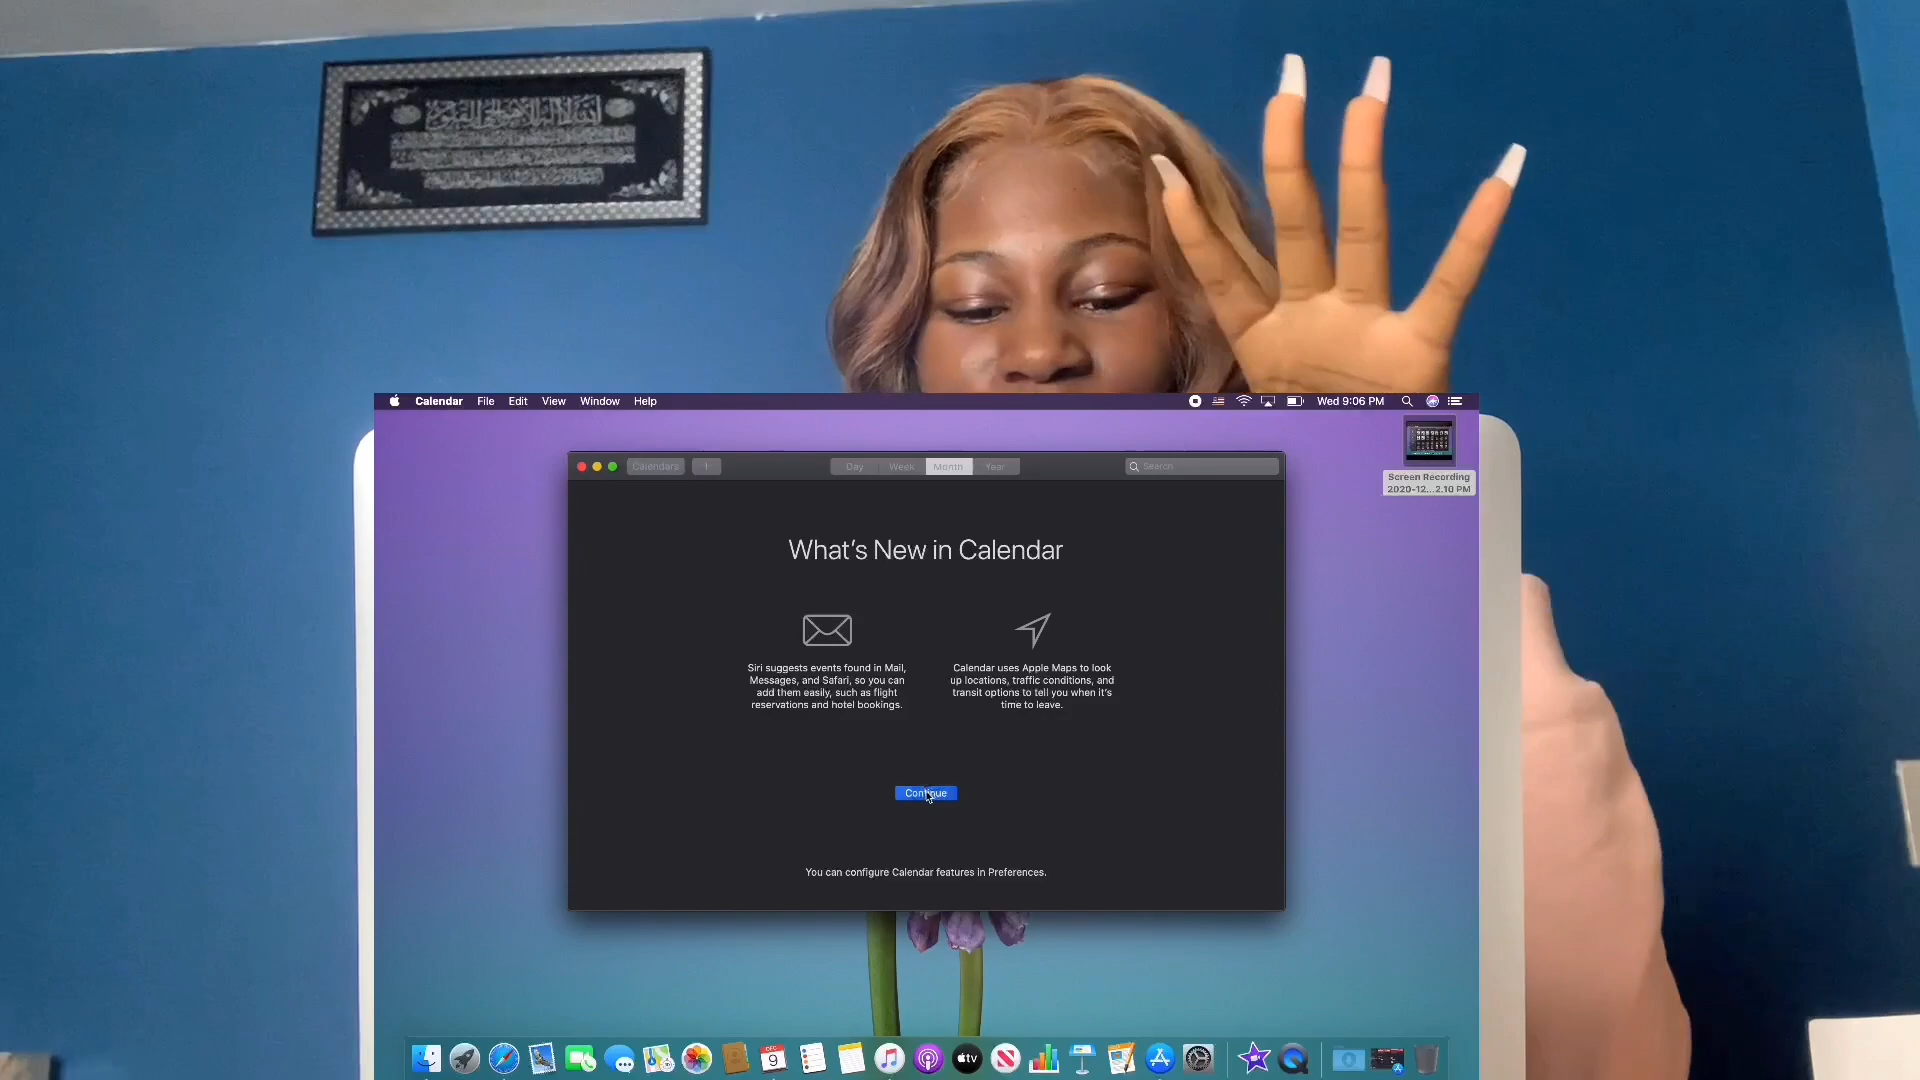 Calendar File Edit View Window Help Wed 9:06 PM
Calendars + Day Week Month Year Search
Screen Recording
2020-12...2.10 PM
What's New in Calendar
Siri suggests events found in Mail,
Messages, and Safari, so you can
add them easily, such as flight
reservations and hotel bookings.
Calendar uses Apple Maps to look
up locations, traffic conditions, and
transit options to tell you when it's
time to leave.
Continue
You can configure Calendar features in Preferences.
DEC
9
tv